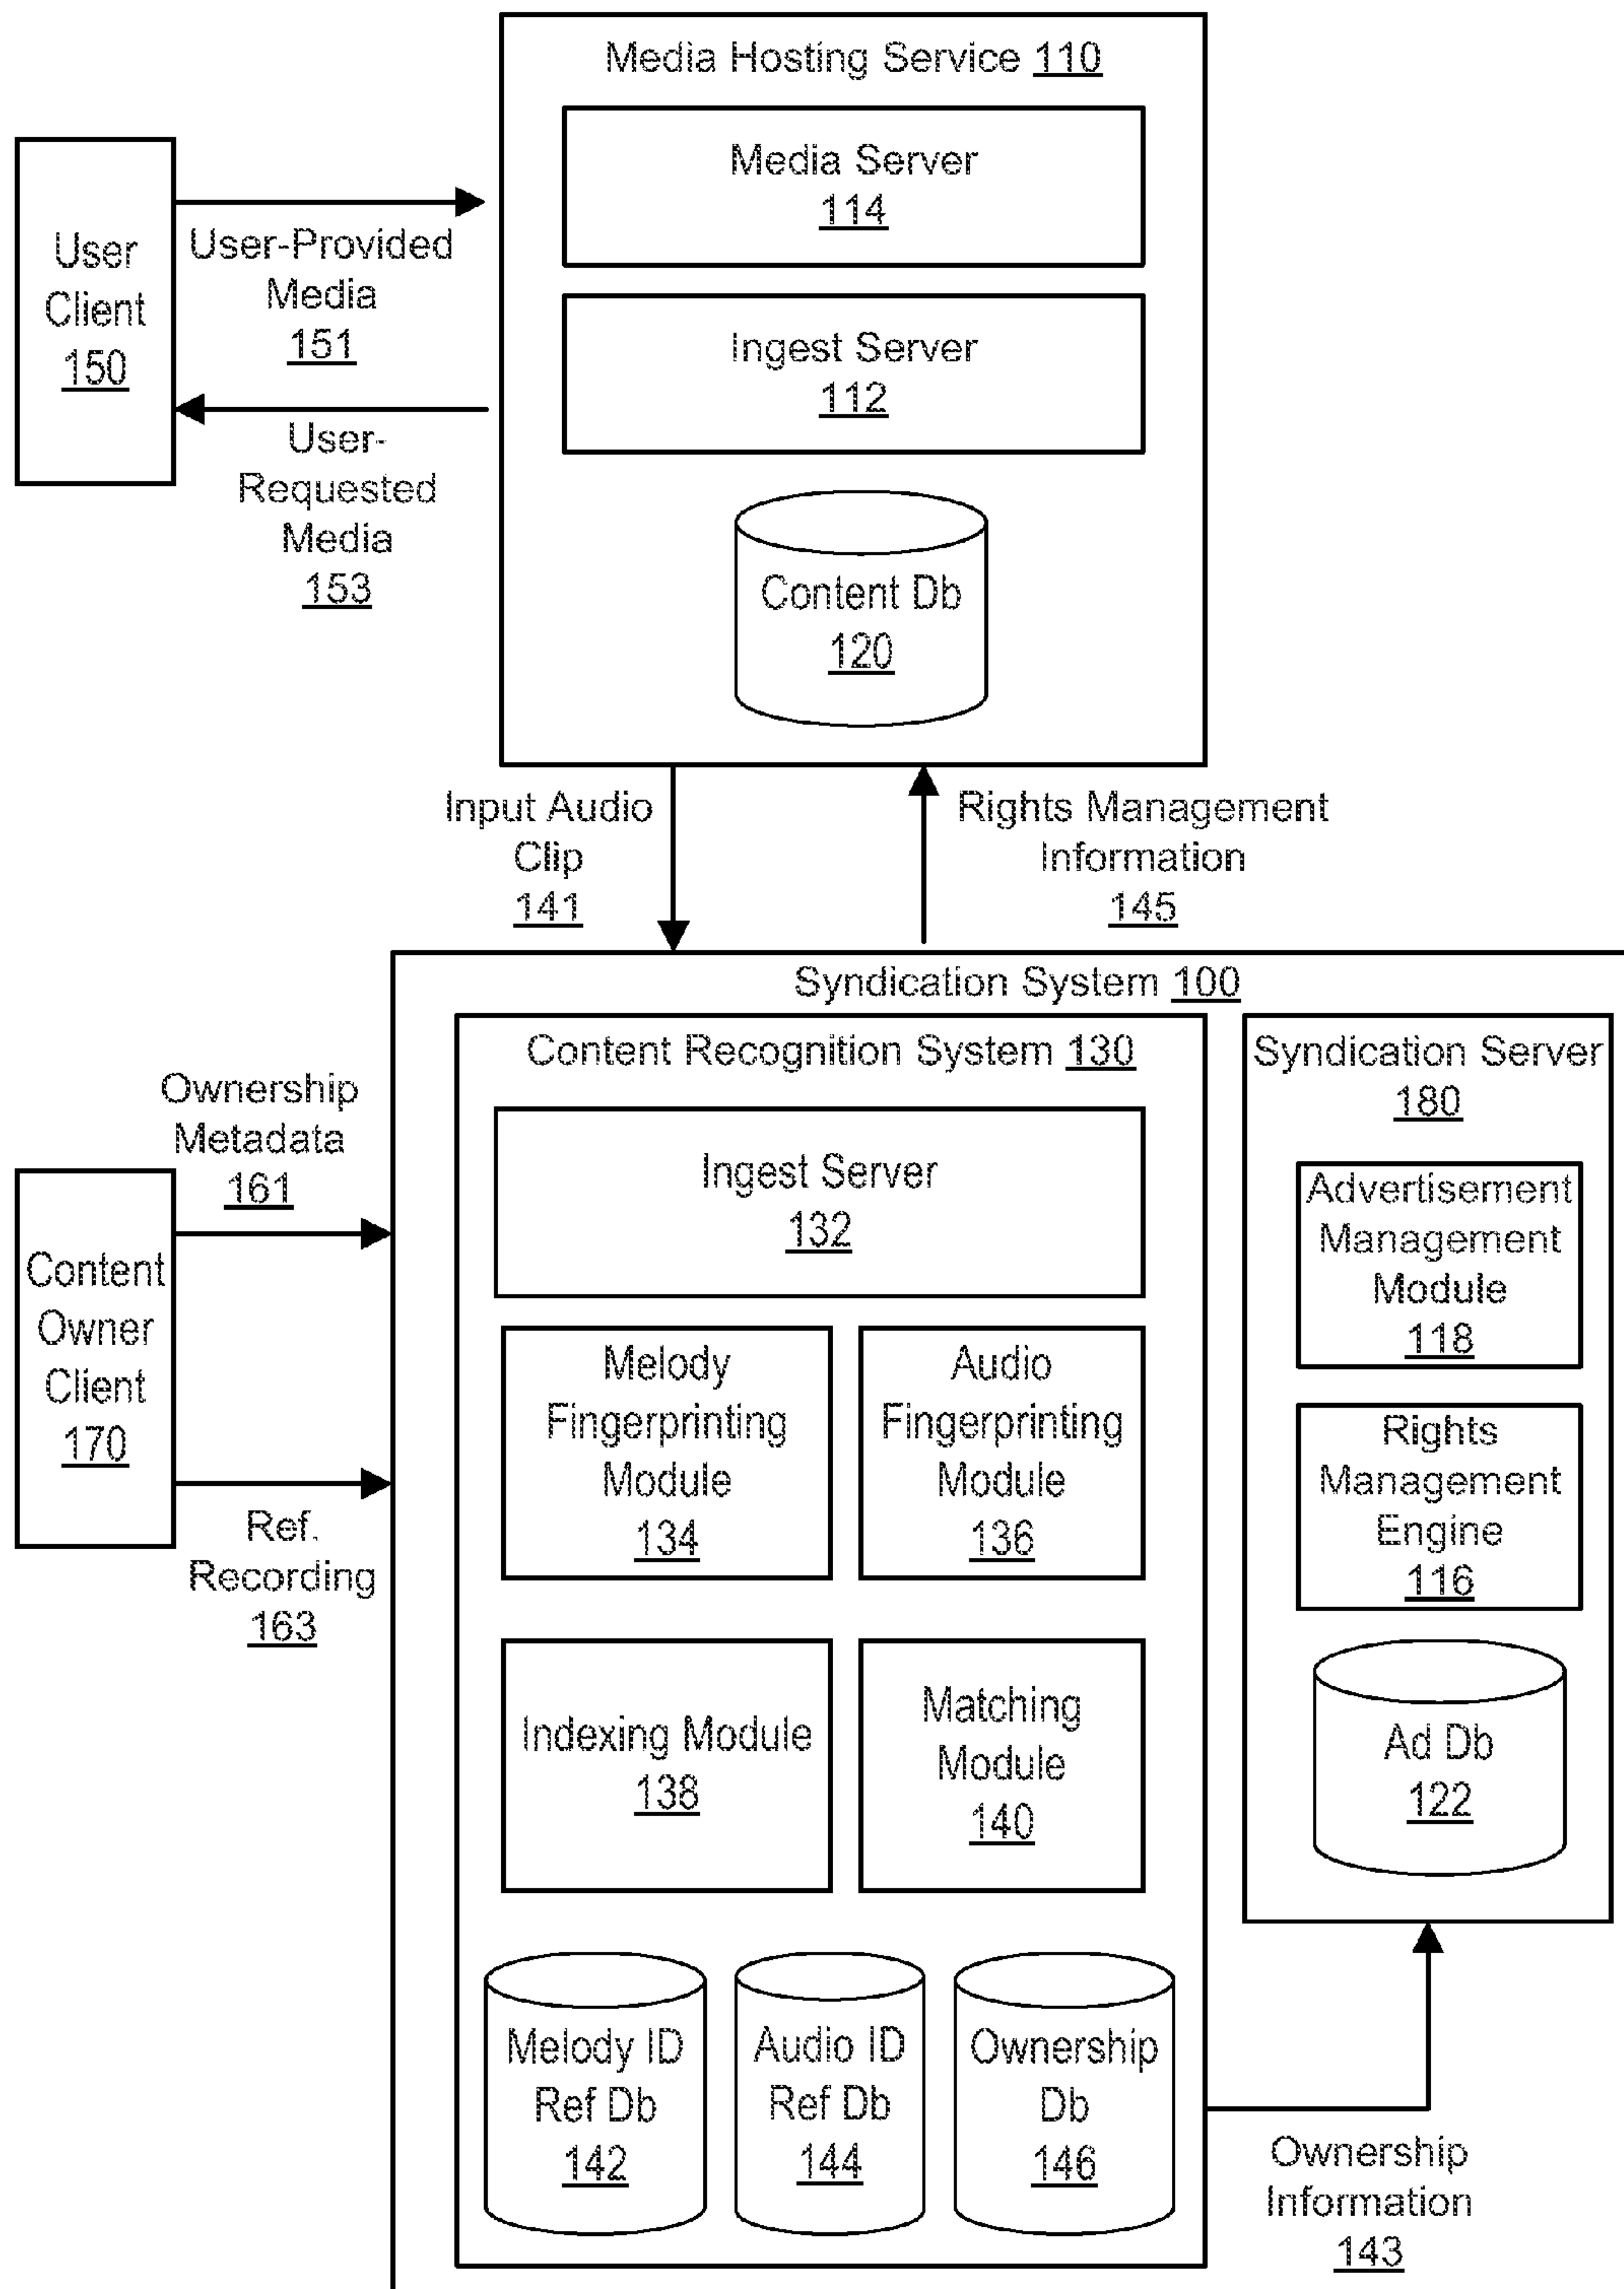 Media Hosting Service 110
Media Server
114
Ingest Server
112
Content Db
120
User
Client
150
User-Provided
Media
151
User-
Requested
Media
153
Input Audio
Clip
141
Rights Management
Information
145
Syndication System 100
Content Recognition System 130
Ingest Server
132
Melody
Fingerprinting
Module
134
Audio
Fingerprinting
Module
136
Indexing Module
138
Matching
Module
140
Melody ID
Ref Db
142
Audio ID
Ref Db
144
Ownership
Db
146
Syndication Server
180
Advertisement
Management
Module
118
Rights
Management
Engine
116
Ad Db
122
Ownership
Information
143
Ownership
Metadata
161
Content
Owner
Client
170
Ref.
Recording
163